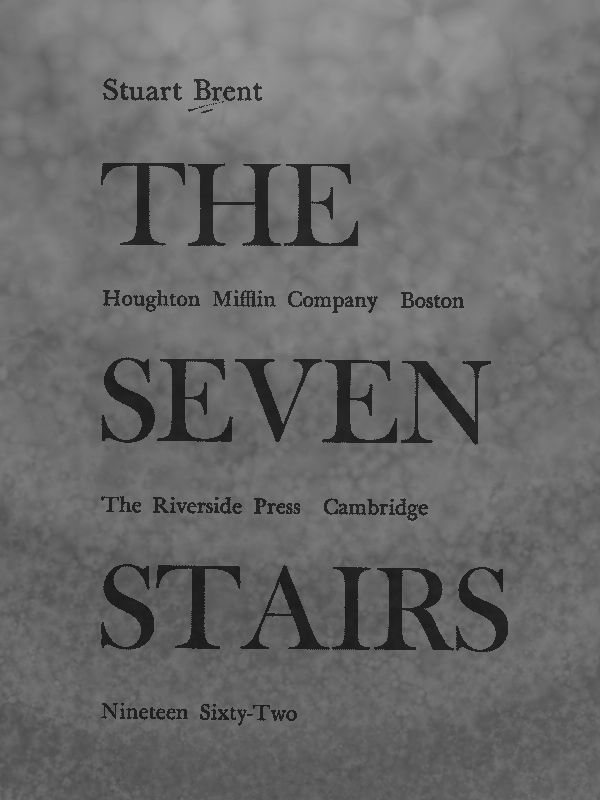 Stuart Brent
THE
Houghton Mifflin Company Boston
SEVEN
The Riverside Press Cambridge
STAIRS
Nineteen Sixty-Two